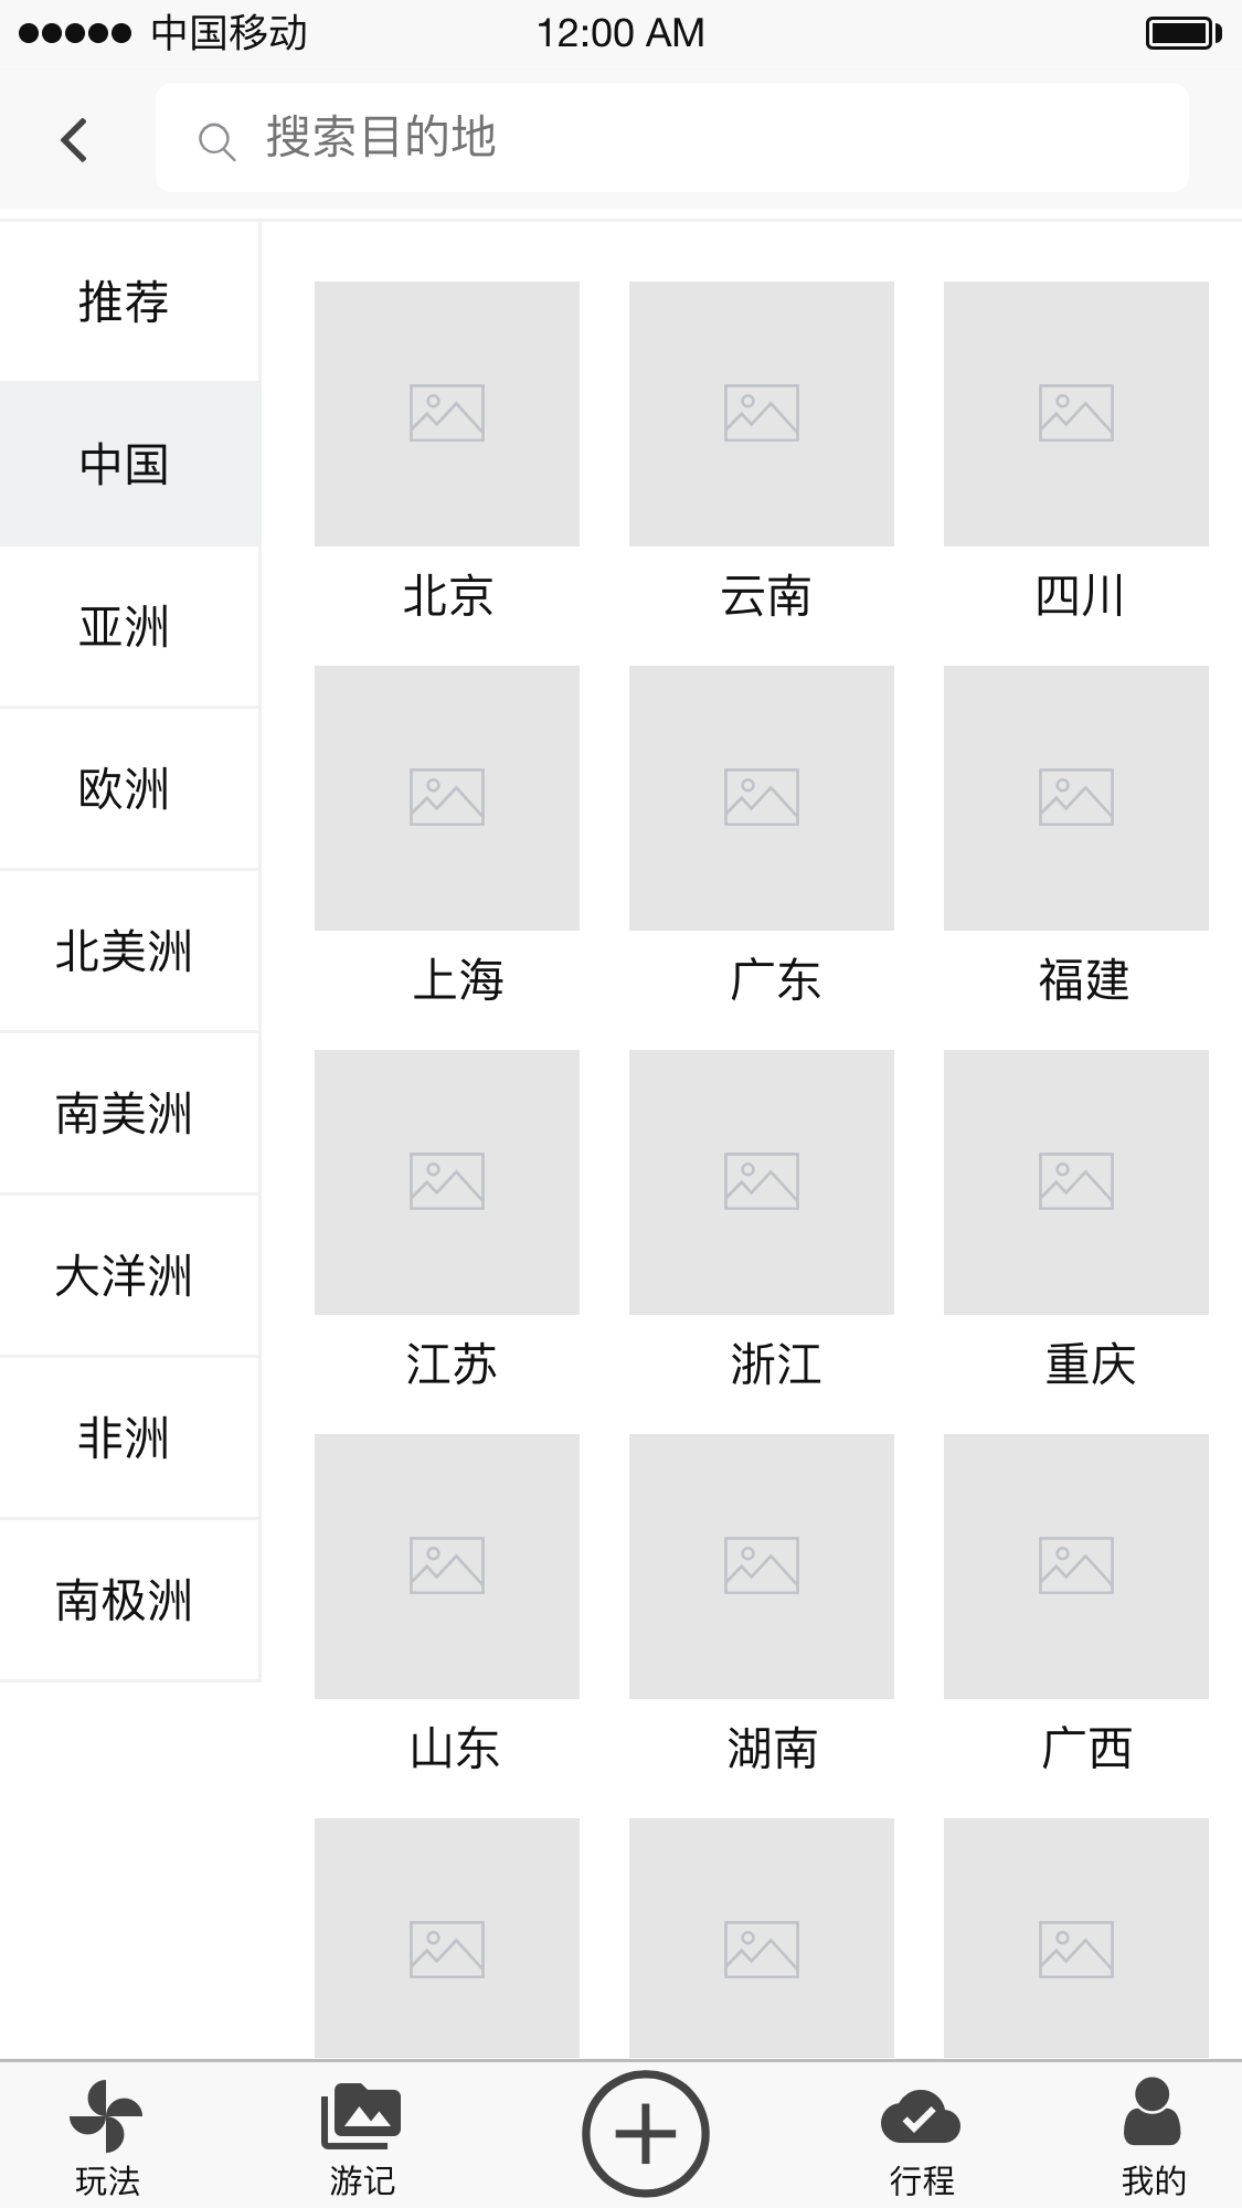 中国移动 12:00 AM
搜索目的地
推荐
中国
亚洲
欧洲
北美洲
南美洲
大洋洲
非洲
南极洲
北京 云南 四川
上海 广东 福建
江苏 浙江 重庆
山东 湖南 广西
玩法 游记 行程 我的